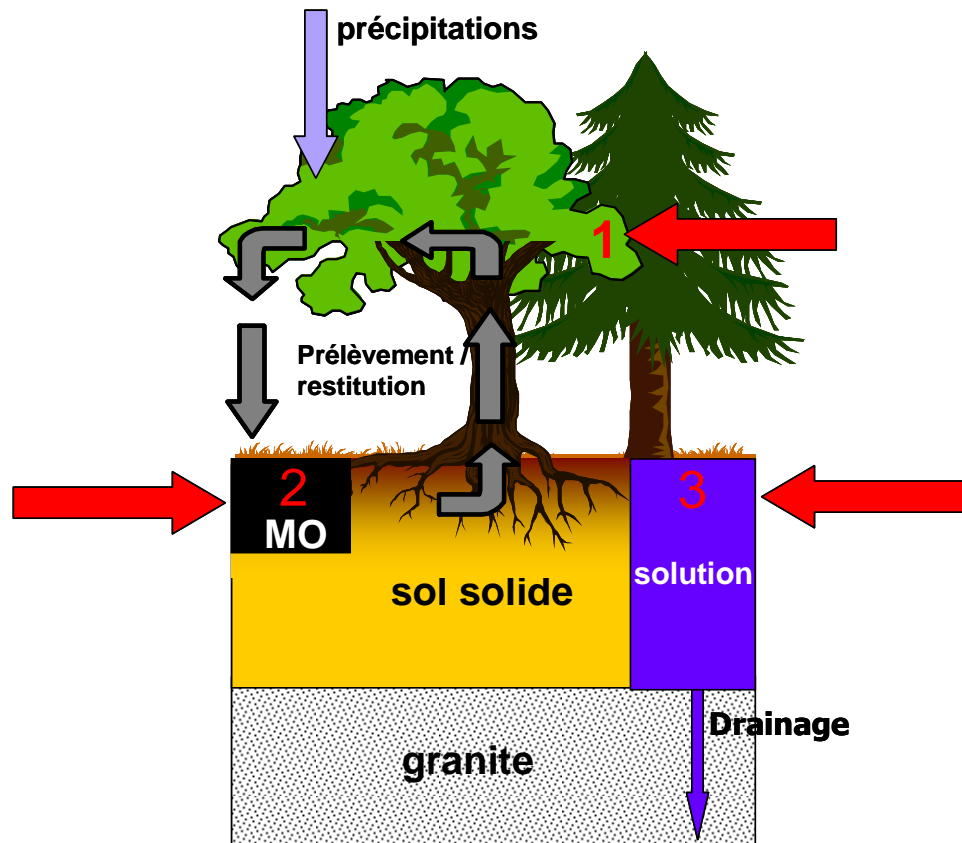 précipitations
1
Prélèvement /
restitution
2
MO
3
solution
sol solide
Drainage
granite